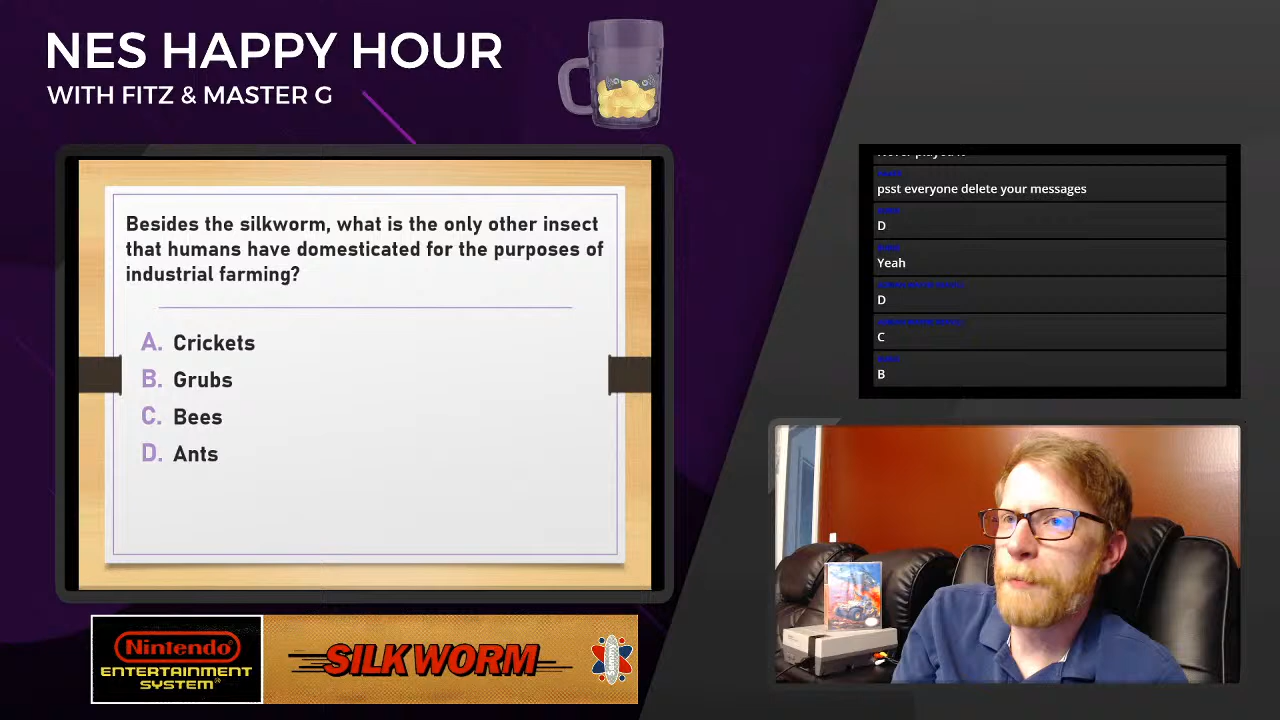 NES HAPPY HOUR
WITH FITZ & MASTER G
Besides the silkworm, what is the only other insect
that humans have domesticated for the purposes of
industrial farming?
A. Crickets
B. Grubs
C. Bees
D. Ants
psst everyone delete your messages
D
Yeah
D
C
B
Nintendo
ENTERTAINMENT
SYSTEM
SILKWORM